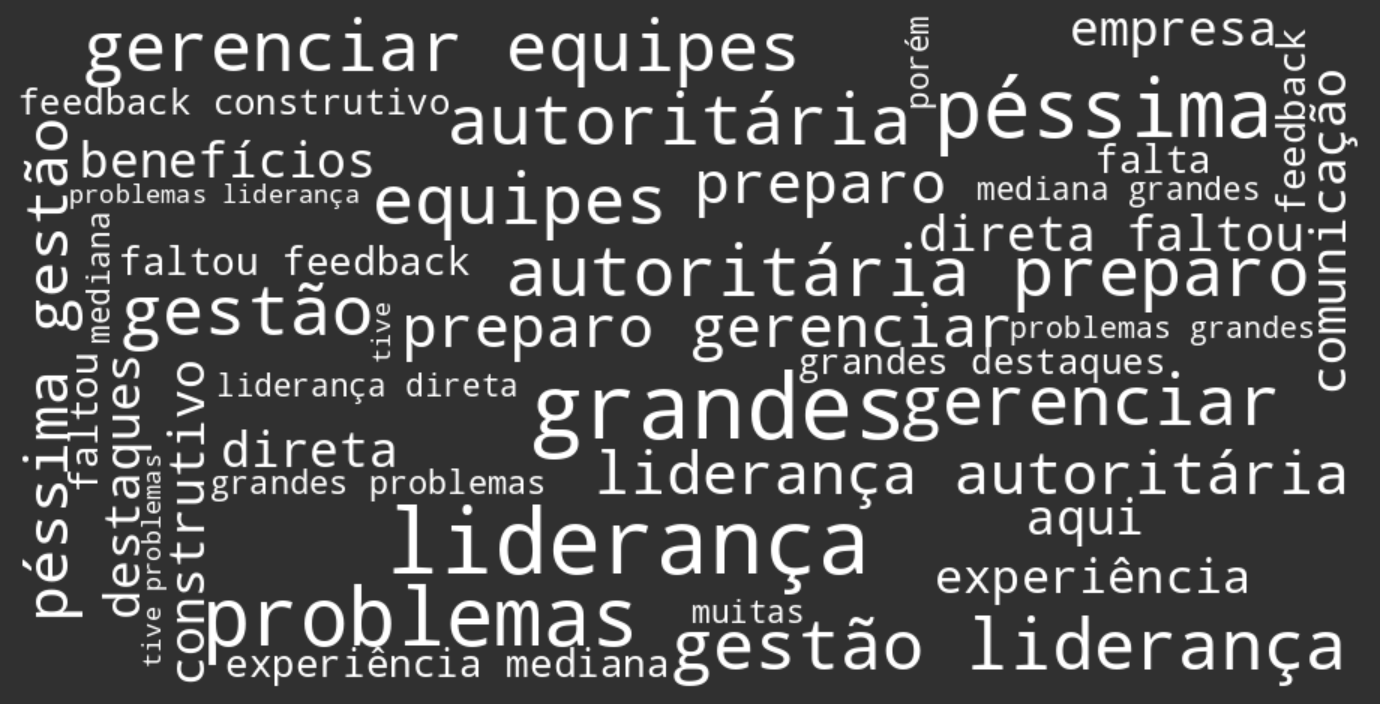 gerenciar equipes
porém
empresa
feedback construtivo
autoritária
péssima
feedback
comunicação
benefícios
falta
problemas liderança
equipes
preparo
mediana grandes
péssima gestão
mediana
faltou feedback
direta faltou
autoritária preparo
gestão
tive
preparo gerenciar
problemas grandes
grandes destaques
faltou
destaques
construtivo
liderança direta
grandes
gerenciar
direta
grandes problemas
liderança autoritária
tive problemas
liderança
aqui
experiência
problemas
muitas
gestão liderança
experiência mediana